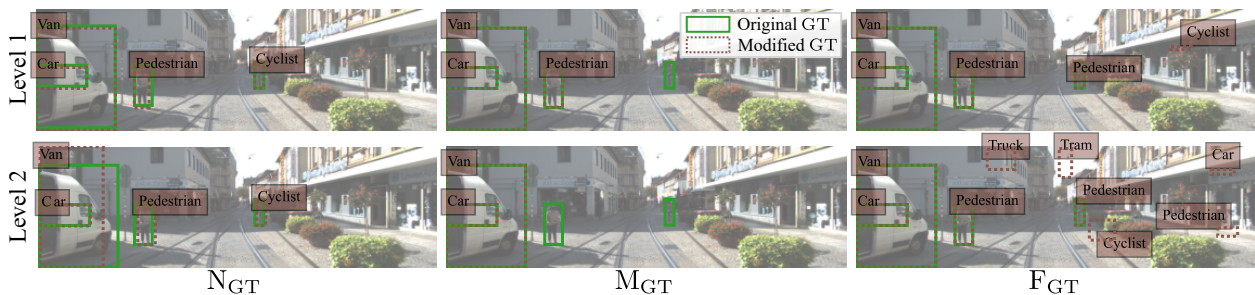 Level 1
Van
Car
Pedestrian
Cyclist
Van
Car
Pedestrian
Original GT
Modified GT
Van
Car
Pedestrian
Pedestrian
Cyclist
Level 2
Van
Car
Pedestrian
Cyclist
Van
Car
Van
Car
Pedestrian
Truck
Tram
Car
Pedestrian
Pedestrian
Cyclist
N_GT
M_GT
F_GT